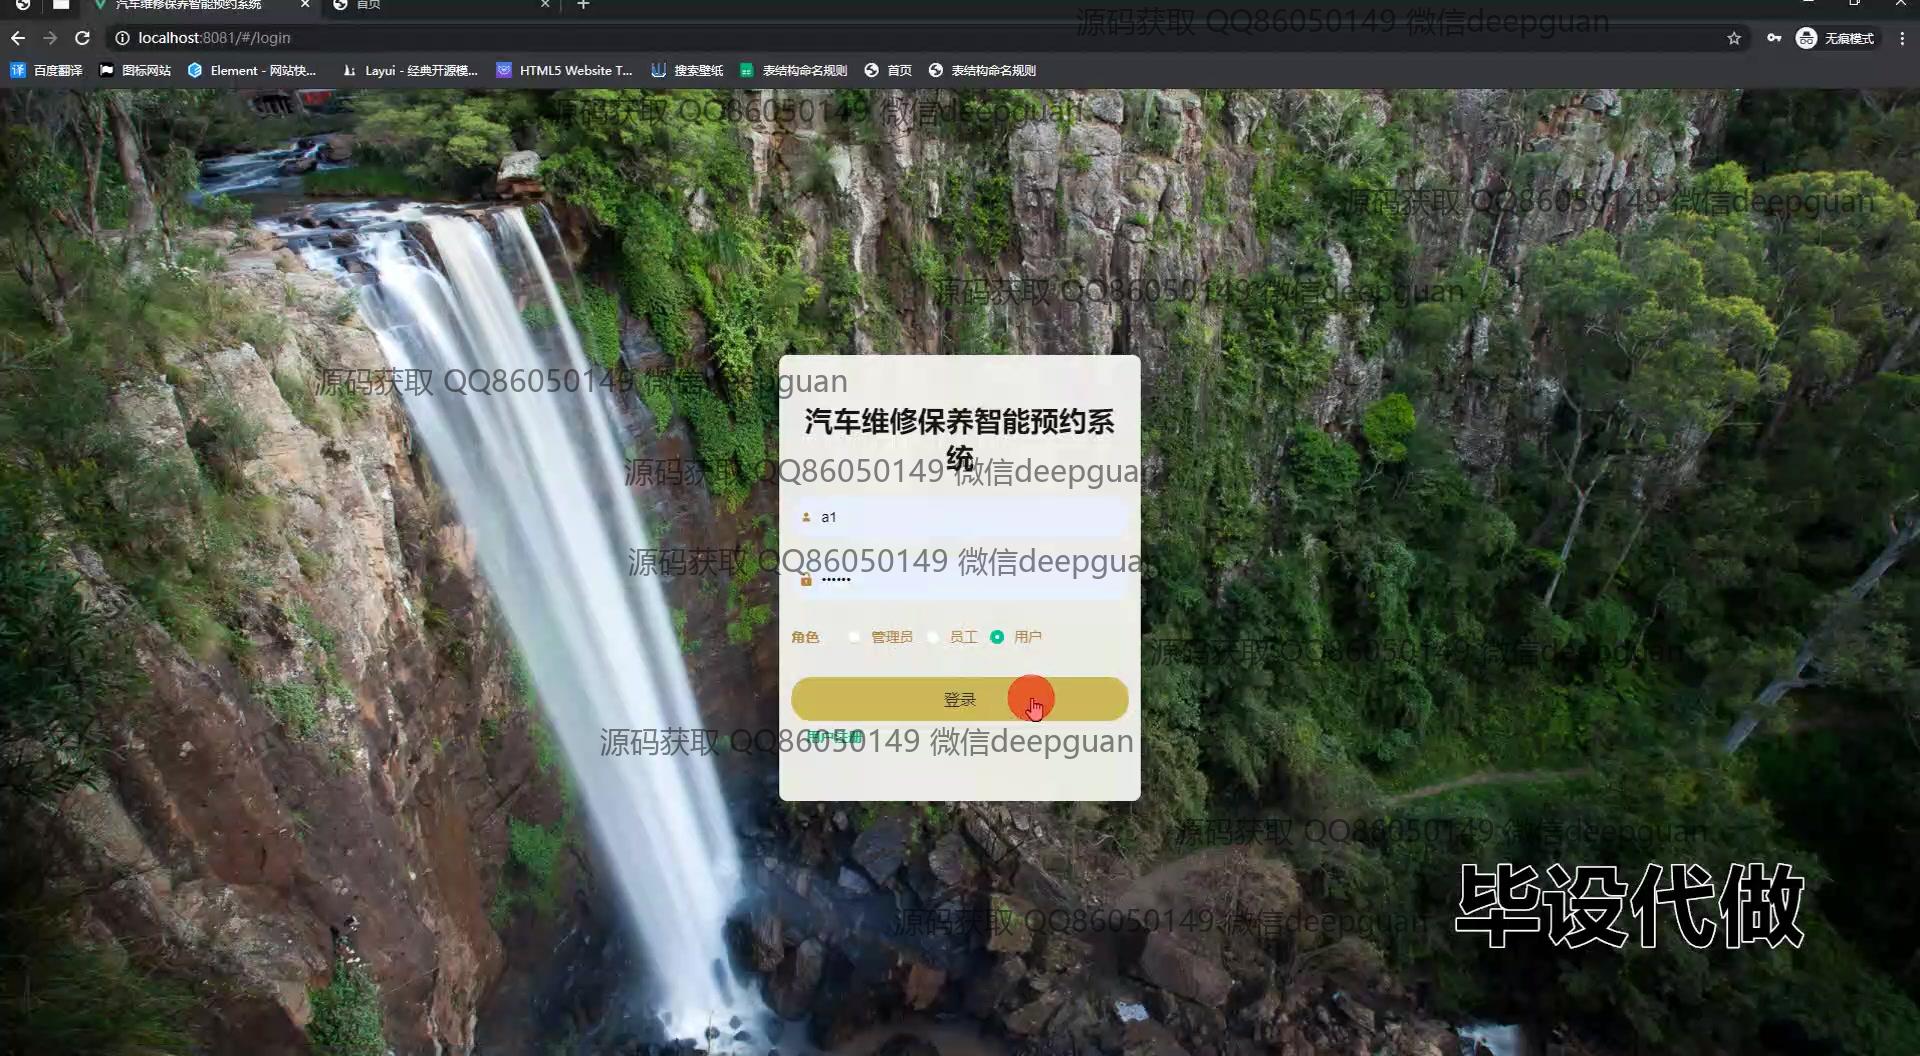 汽车维修保养智能预约系统
首页
源码获取 QQ86050149 微信deepguan
localhost:8081/#/login
无痕模式
百度翻译 图标网站 Element - 网站快... Layui - 经典开源模... HTML5 Website T... 搜索壁纸 表结构命名规则 首页 表结构命名规则
源码获取 QQ86050149 微信deepguan
源码获取 QQ86050149 微信deepguan
源码获取 QQ86050149 微信deepguan
源码获取 QQ86050149 微信deepguan
汽车维修保养智能预约系
统
源码获取 QQ86050149 微信deepguan
a1
源码获取 QQ86050149 微信deepguan
角色 管理员 员工 用户
源码获取 QQ86050149 微信deepguan
登录
用户注册
源码获取 QQ86050149 微信deepguan
源码获取 QQ86050149 微信deepguan
毕设代做
源码获取 QQ86050149 微信deepguan